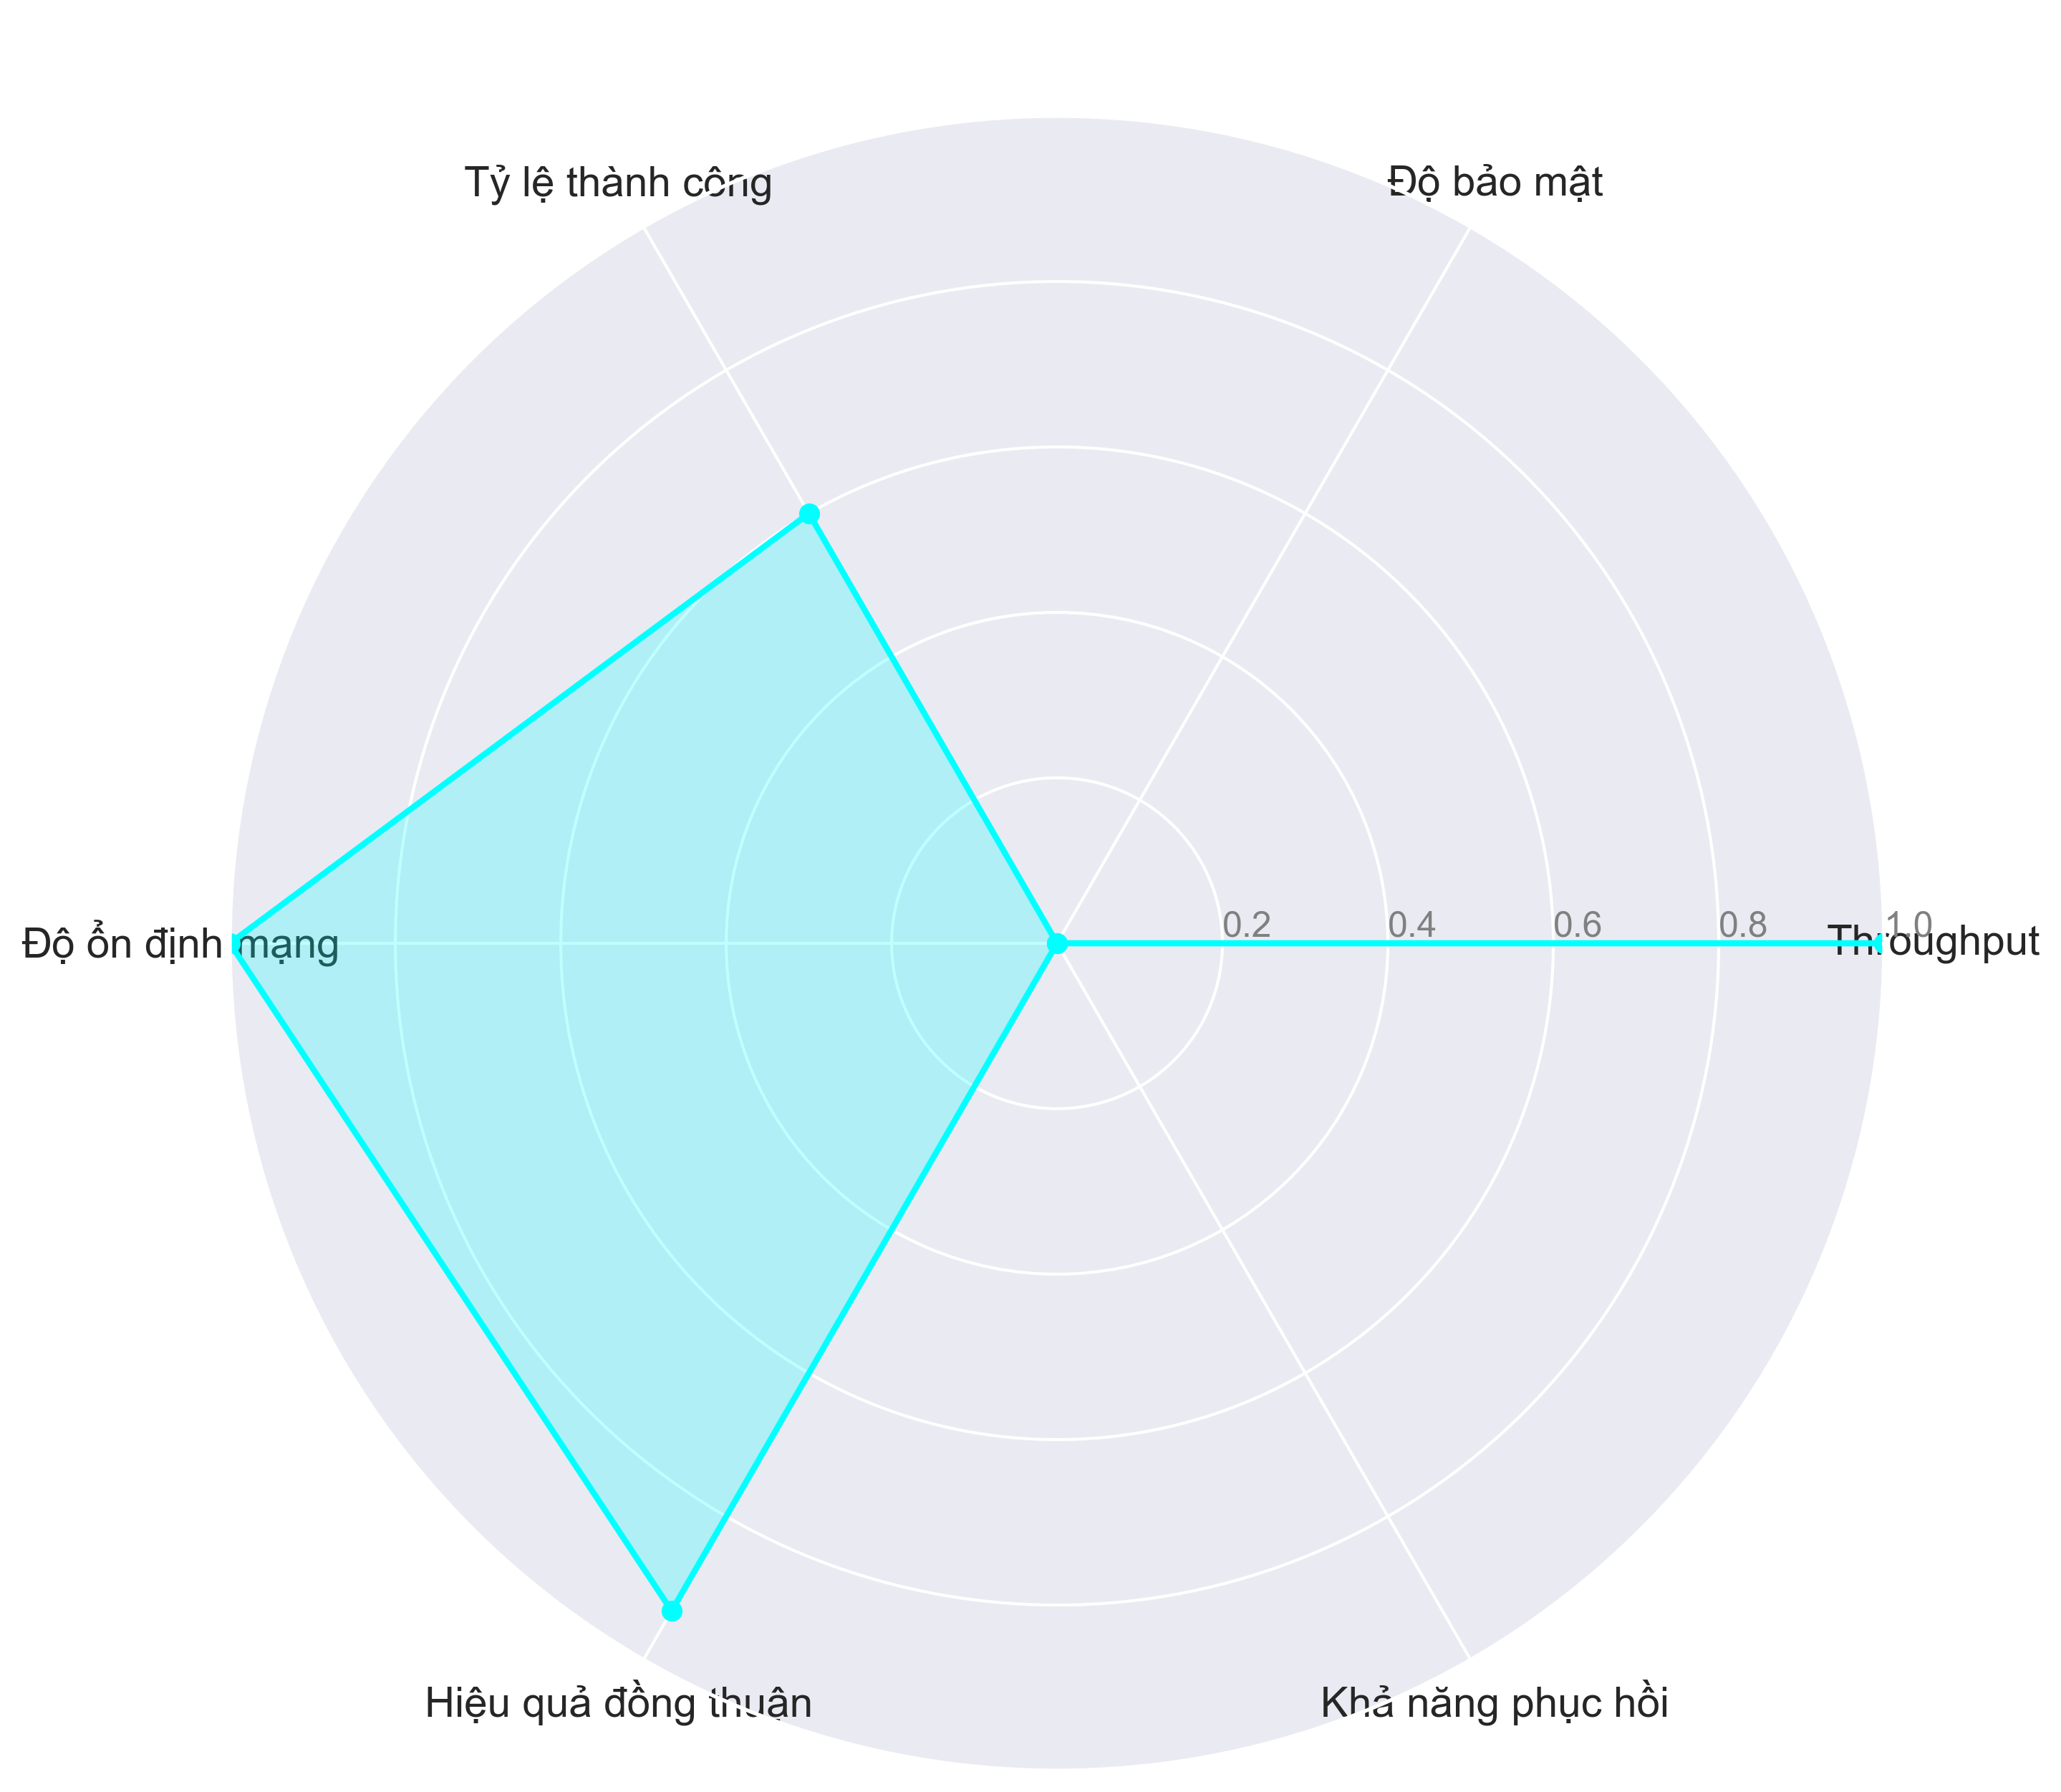 Tỷ lệ thành công
Độ bảo mật
Độ ổn định mạng
0.2
0.4
0.6
0.8
1.0
Throughput
Hiệu quả đồng thuận
Khả năng phục hồi